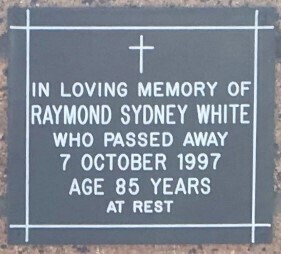 IN LOVING MEMORY OF
RAYMOND SYDNEY WHITE
WHO PASSED AWAY
7 OCTOBER 1997
AGE 85 YEARS
AT REST